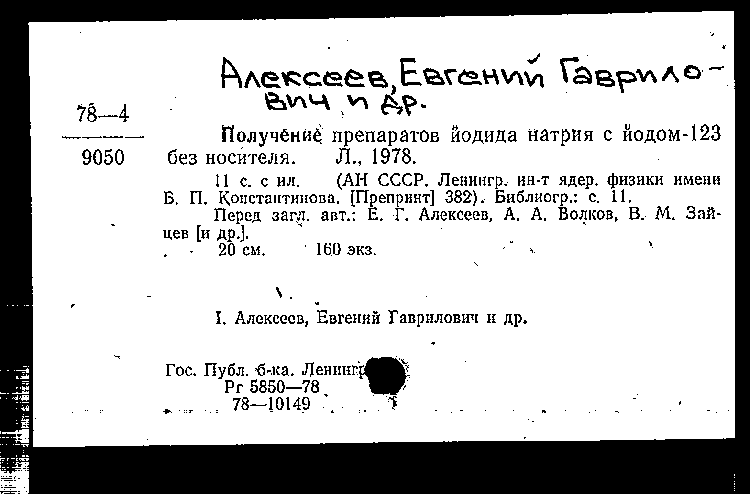 Алексеев, Евгений Гаврило-
вич и др.
78—4
9050
Получение препаратов йодида натрия с йодом-123
без носителя. Л., 1978.
11 с. с ил. (АН СССР. Ленингр. ин-т ядер. физики имени
Б. П. Константинова. [Препринт] 382). Библиогр.: с. 11.
Перед загл. авт.: Е. Г. Алексеев, А. А. Волков, В. М. Зай-
цев [и др.].
20 см. 160 экз.
I. Алексеев, Евгений Гаврилович и др.
Гос. Публ. б-ка. Ленингр
Рг 5850—78
78—10149